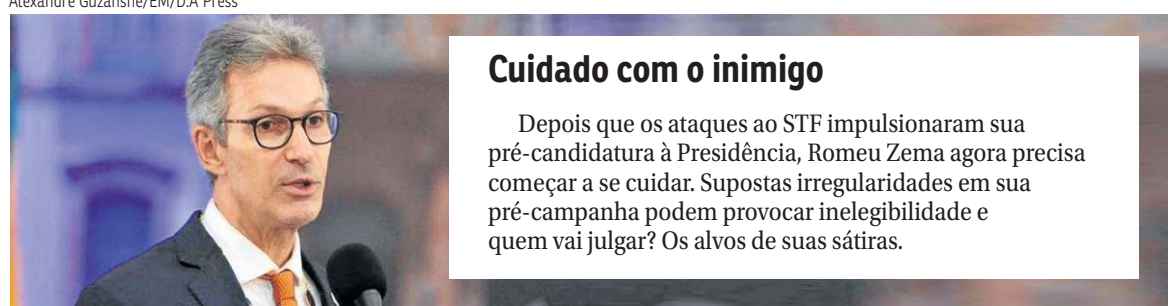 Alexandre Guzanshe/EM/D.A Press
Cuidado com o inimigo
Depois que os ataques ao STF impulsionaram sua
pré-candidatura à Presidência, Romeu Zema agora precisa
começar a se cuidar. Supostas irregularidades em sua
pré-campanha podem provocar inelegibilidade e
quem vai julgar? Os alvos de suas sátiras.